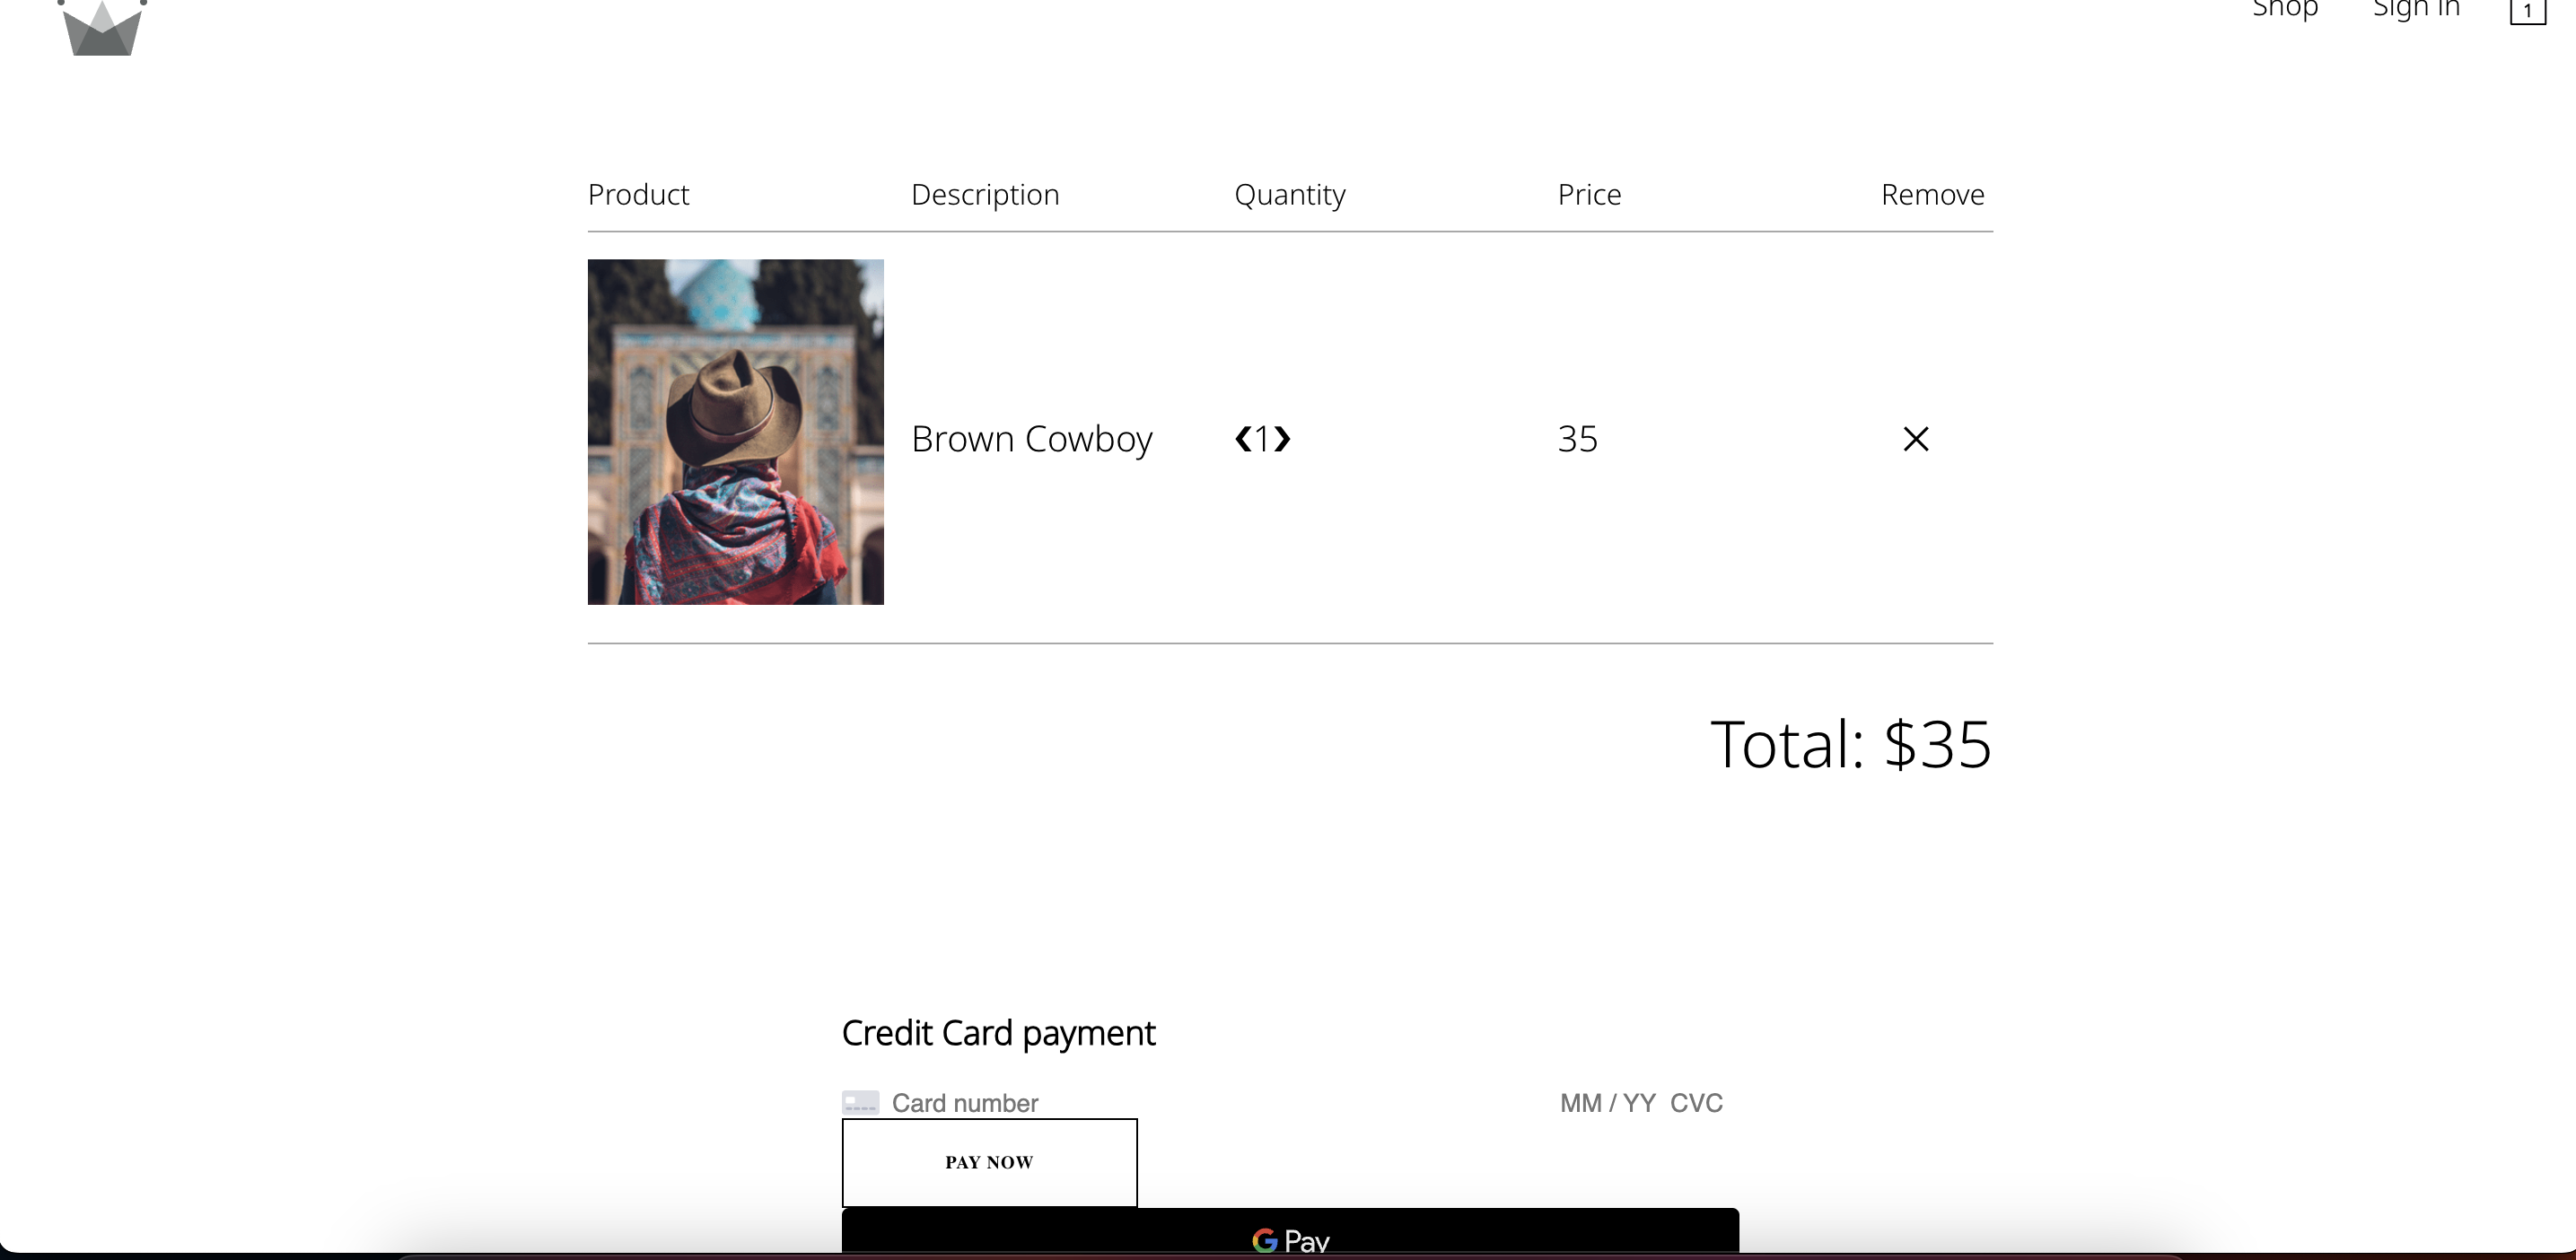 Shop Sign In 1
Product Description Quantity Price Remove
Brown Cowboy ❮1❯ 35 ✕
Total: $35
Credit Card payment
Card number MM / YY CVC
PAY NOW
G Pay